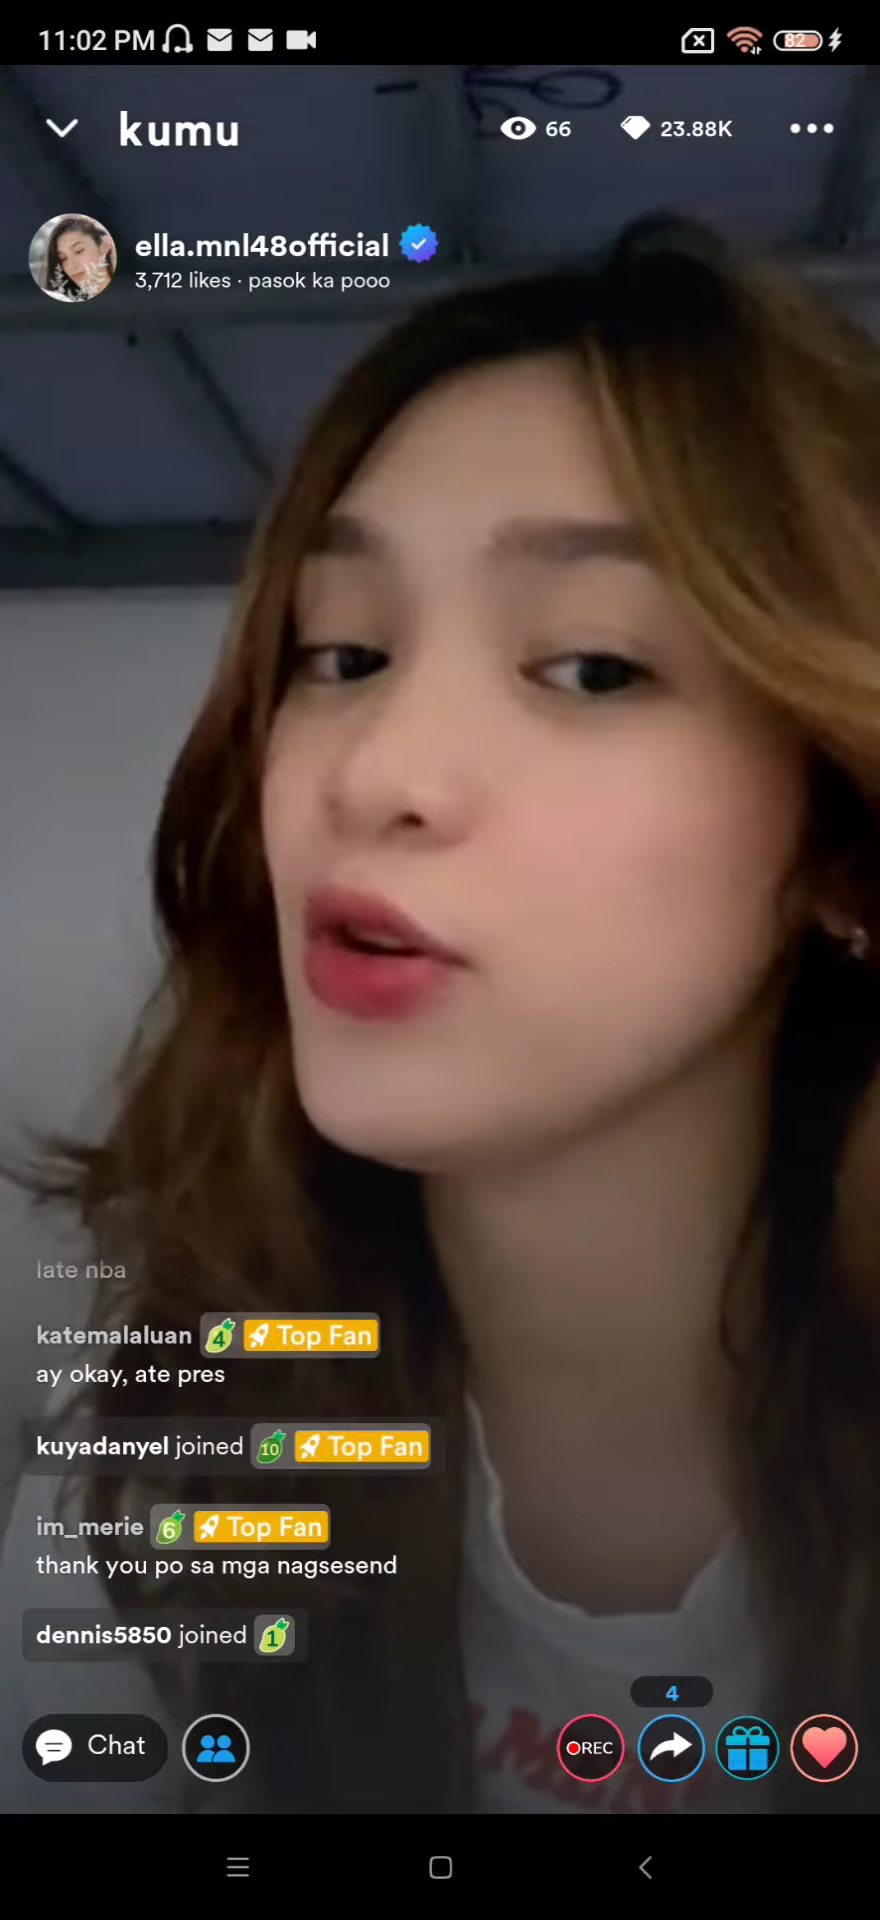 11:02 PM
82
kumu
66
23.88K
ella.mnl48official
3,712 likes · pasok ka pooo
late nba
katemalaluan 4 Top Fan
ay okay, ate pres
kuyadanyel joined 10 Top Fan
im_merie 6 Top Fan
thank you po sa mga nagsesend
dennis5850 joined 1
4
Chat
REC